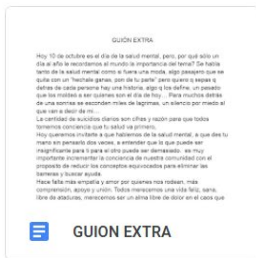 GUIÓN EXTRA
Hoy 10 de octubre es el día de la salud mental, pero, por qué sólo un
día al año le recordamos al mundo la importancia del tema? Se habla
tanto de la salud mental como si fuera una moda, algo pasajero que se
quita con un "hechale ganas, pon de tu parte" pero quiero q sepas q
detras de cada persona hay una historia, algo q los define, un pasado
que los moldeó a ser quienes son el día de hoy... Para muchos detrás
de una sonrisa se esconden miles de lagrimas, un silencio por miedo al
que van a decir de mi...
La cantidad de suicidios diarios son cifras y razón para que todos
tomemos conciencia que tu salud va primero.
Hoy queremos invitarte a que hablemos de la salud mental, a que des tu
mano sin pensarlo dos veces, a entender que lo que puede ser
insignificante para ti para el otro puede ser demasiado. es muy
importante incrementar la conciencia de nuestra comunidad con el
propósito de reducir los conceptos equivocados para eliminar las
barreras y buscar ayuda.
Hace falta más empatía y amor por quienes nos rodean, más
comprensión, apoyo y unión. Todos merecemos una vida feliz, sana,
libre de ataduras, merecemos ser un alma libre de dolor en el caos que
GUION EXTRA